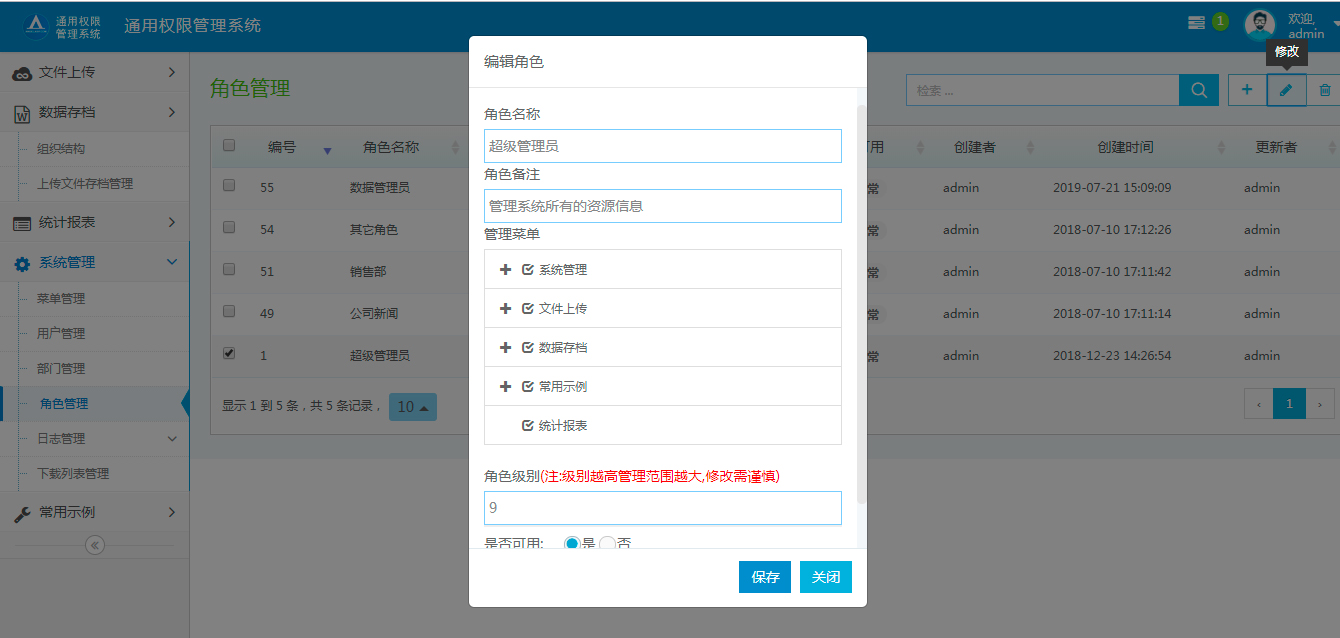 通用权限
管理系统
通用权限管理系统
1
欢迎,
admin
修改
文件上传
数据存档
组织结构
上传文件存档管理
统计报表
系统管理
菜单管理
用户管理
部门管理
角色管理
日志管理
下载列表管理
常用示例
角色管理
检索 ...
编号 角色名称 用 创建者 创建时间 更新者
55 数据管理员 常 admin 2019-07-21 15:09:09 admin
54 其它角色 常 admin 2018-07-10 17:12:26 admin
51 销售部 常 admin 2018-07-10 17:11:42 admin
49 公司新闻 常 admin 2018-07-10 17:11:14 admin
1 超级管理员 常 admin 2018-12-23 14:26:54 admin
显示 1 到 5 条，共 5 条记录， 10
‹ 1 ›
编辑角色
角色名称
超级管理员
角色备注
管理系统所有的资源信息
管理菜单
系统管理
文件上传
数据存档
常用示例
统计报表
角色级别(注:级别越高管理范围越大,修改需谨慎)
9
是否可用: 是 否
保存 关闭